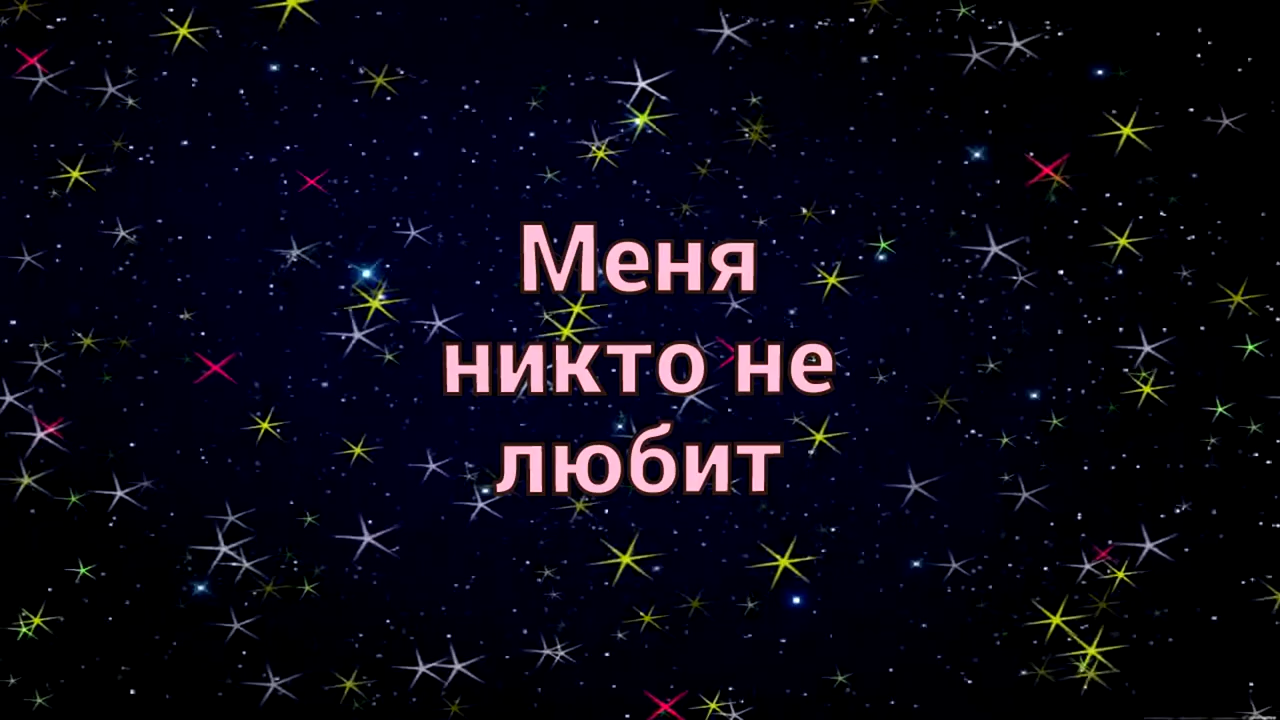 Меня
никто не
любит